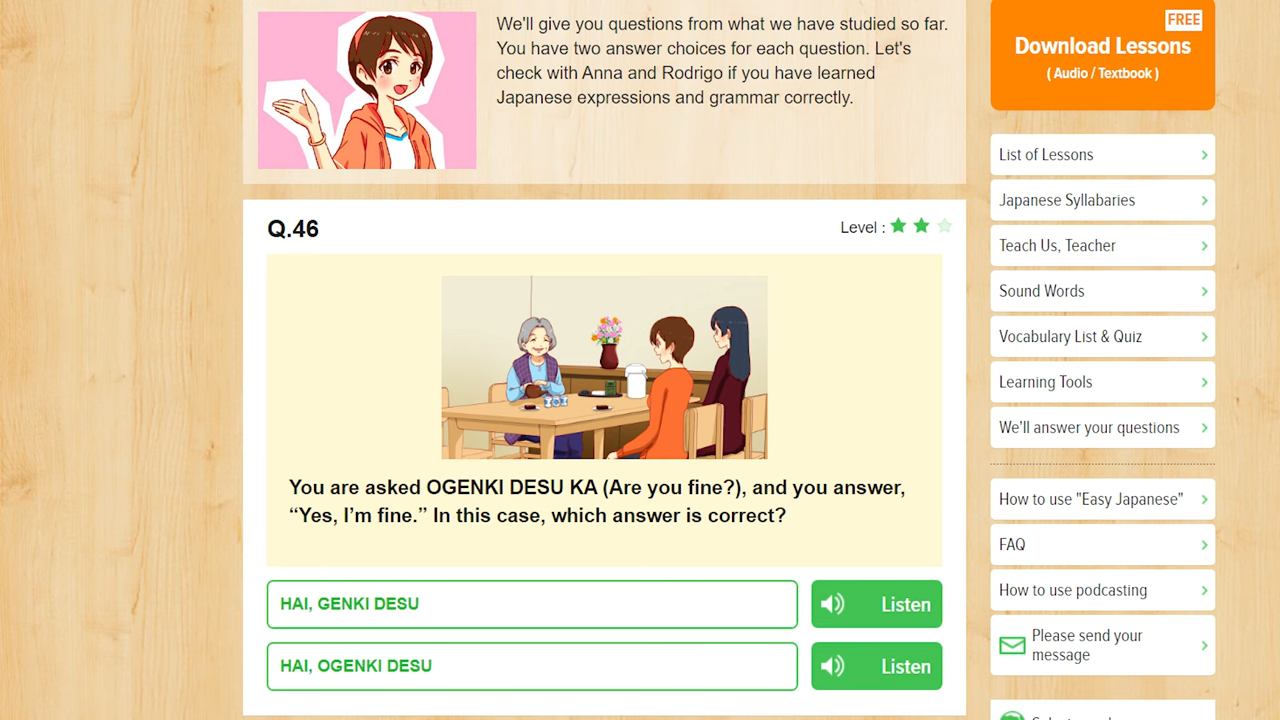 We'll give you questions from what we have studied so far.
You have two answer choices for each question. Let's
check with Anna and Rodrigo if you have learned
Japanese expressions and grammar correctly.
Q.46
Level :
You are asked OGENKI DESU KA (Are you fine?), and you answer,
“Yes, I’m fine.” In this case, which answer is correct?
HAI, GENKI DESU
Listen
HAI, OGENKI DESU
Listen
FREE
Download Lessons
( Audio / Textbook )
List of Lessons
Japanese Syllabaries
Teach Us, Teacher
Sound Words
Vocabulary List & Quiz
Learning Tools
We'll answer your questions
How to use "Easy Japanese"
FAQ
How to use podcasting
Please send your
message